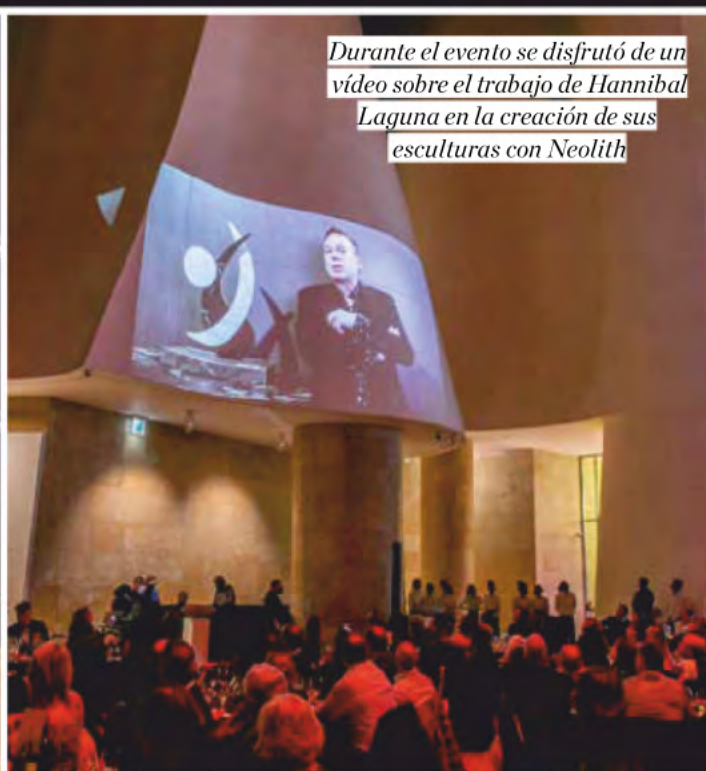 Durante el evento se disfrutó de un
vídeo sobre el trabajo de Hannibal
Laguna en la creación de sus
esculturas con Neolith